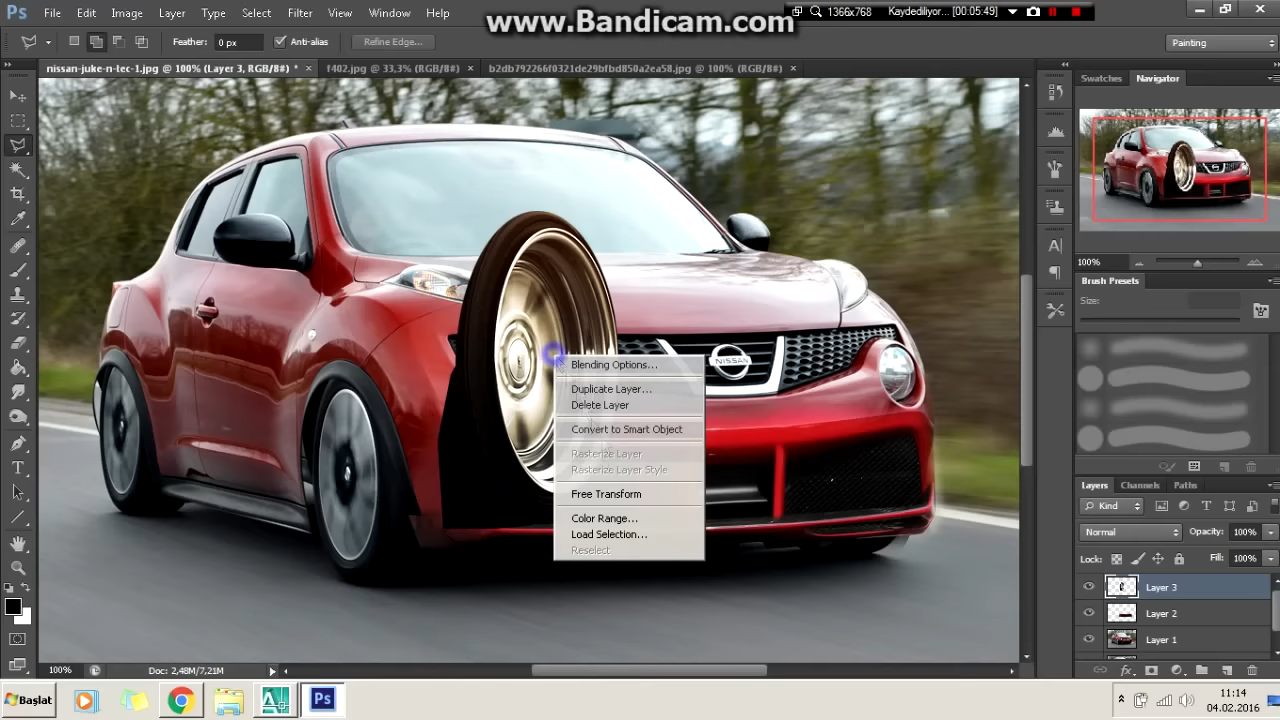 www.Bandicam.com
Ps File Edit Image Layer Type Select Filter View Window Help
1366x768 Kaydediliyor... [00:05:49]
Feather: 0 px Anti-alias Refine Edge... Painting
nissan-juke-n-tec-1.jpg @ 100% (Layer 3, RGB/8#) * × f402.jpg @ 33,3% (RGB/8#) × b2db792266f0321de29bfbd850a2ea58.jpg @ 100% (RGB/8#) ×
Swatches Navigator
100%
Brush Presets
Size:
NISSAN
Blending Options...
Duplicate Layer...
Delete Layer
Convert to Smart Object
Rasterize Layer
Rasterize Layer Style
Free Transform
Color Range...
Load Selection...
Reselect
Layers Channels Paths
Kind
Normal Opacity: 100%
Lock: Fill: 100%
Layer 3
Layer 2
Layer 1
100% Doc: 2,48M/7,21M
Başlat Ps
11:14
04.02.2016